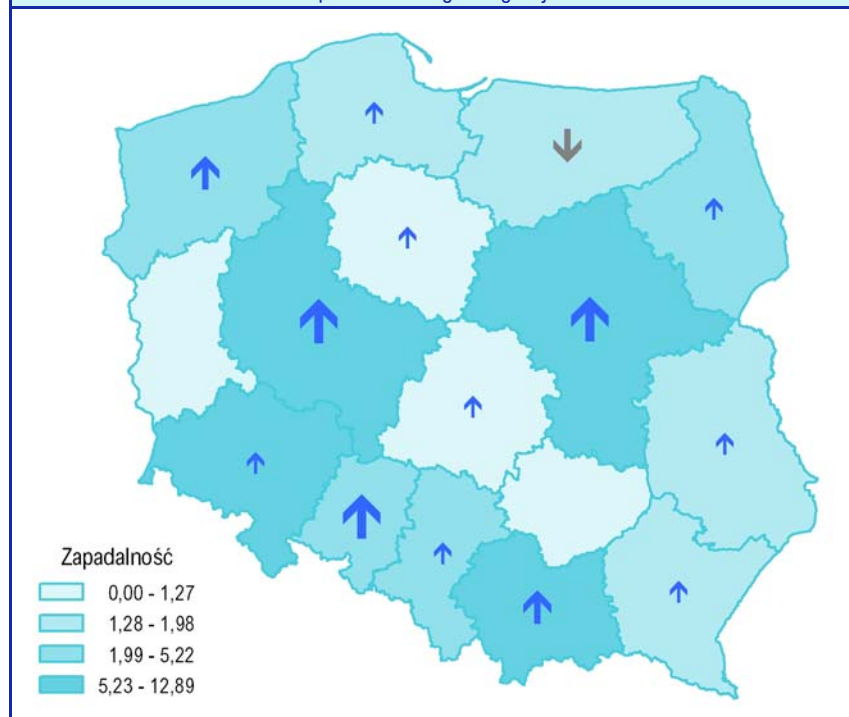 Zapadalność
0,00 - 1,27
1,28 - 1,98
1,99 - 5,22
5,23 - 12,89